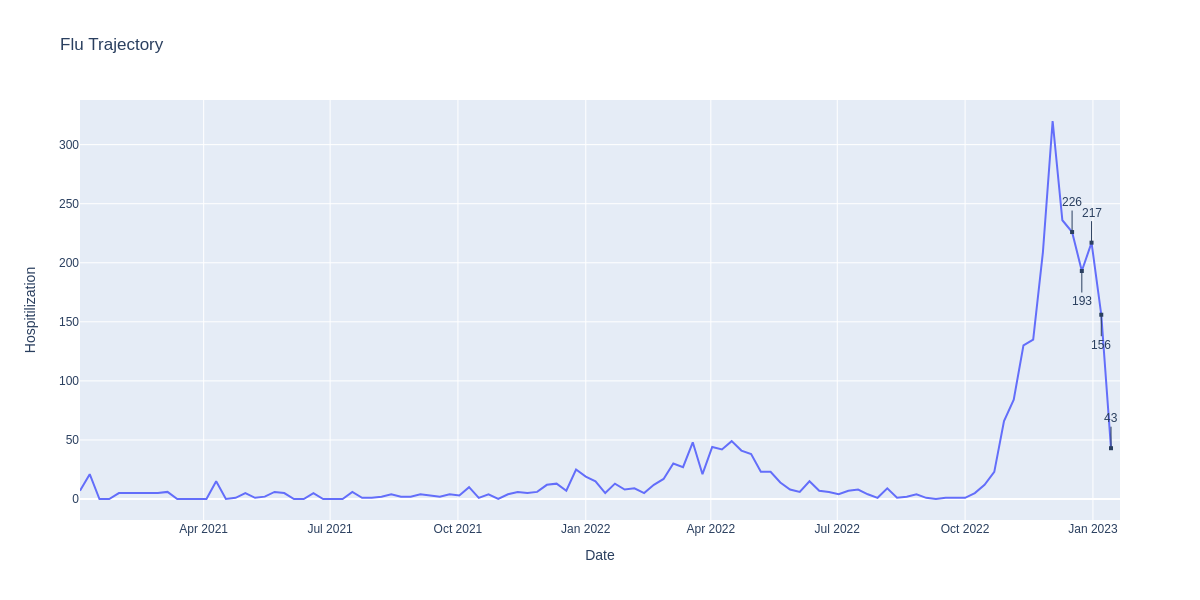 Flu Trajectory
Hospitilization
300
250
200
150
100
50
0
226
217
193
156
43
Apr 2021
Jul 2021
Oct 2021
Jan 2022
Apr 2022
Jul 2022
Oct 2022
Jan 2023
Date